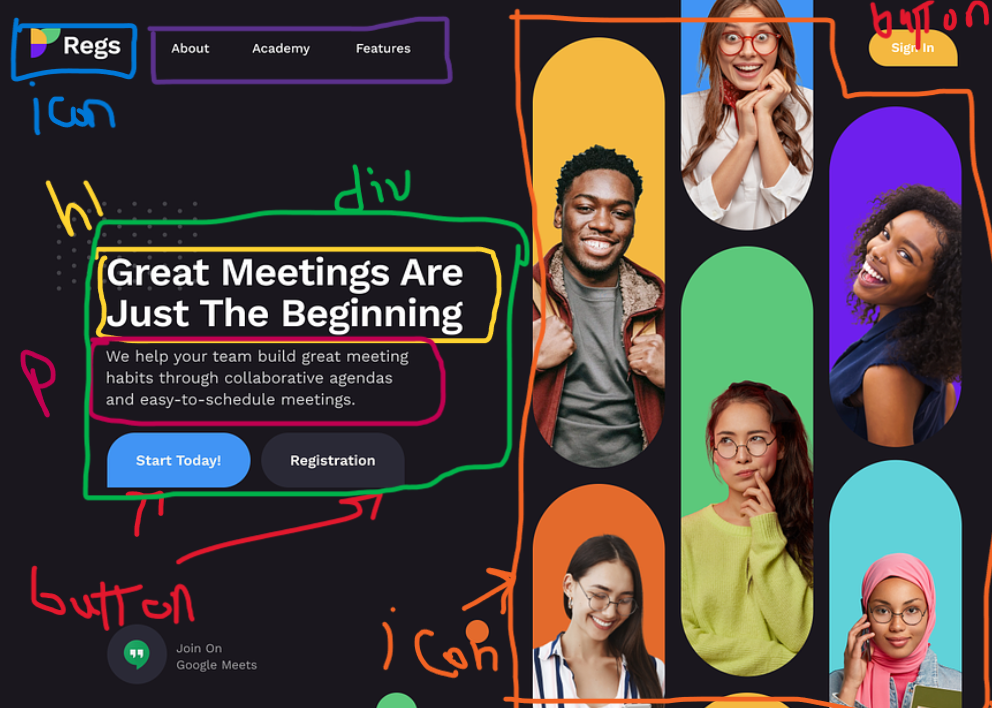 Regs
About Academy Features
button
Sign In
icon
div
h1
Great Meetings Are
Just The Beginning
p
We help your team build great meeting
habits through collaborative agendas
and easy-to-schedule meetings.
Start Today! Registration
button
icon
Join On
Google Meets